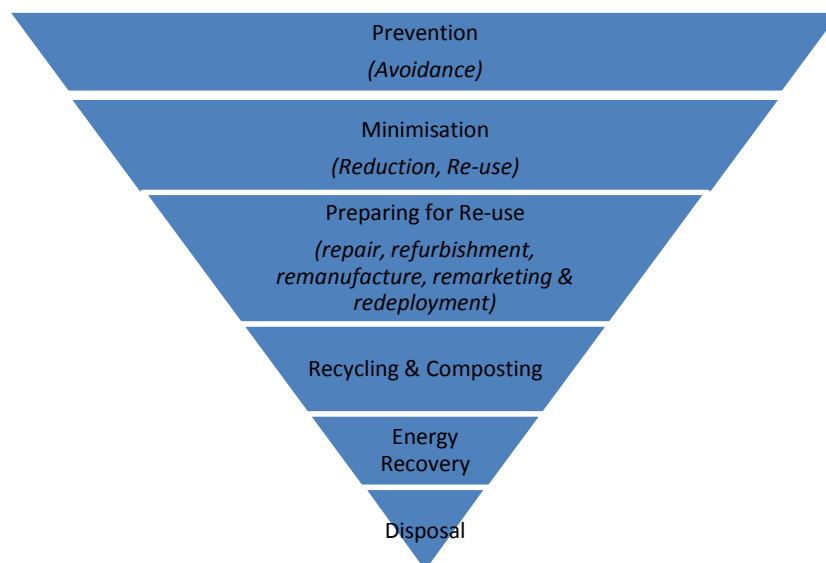 Prevention
(Avoidance)
Minimisation
(Reduction, Re-use)
Preparing for Re-use
(repair, refurbishment,
remanufacture, remarketing &
redeployment)
Recycling & Composting
Energy
Recovery
Disposal